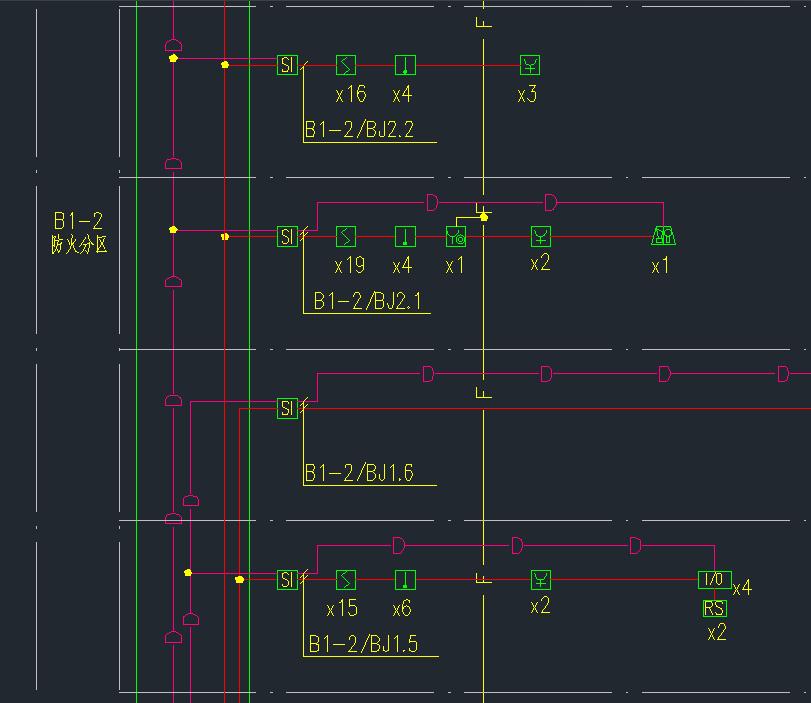 F
SI
x16
x4
x3
B1-2/BJ2.2
D
D
F
B1-2
防火分区
SI
x19
x4
x1
x2
x1
B1-2/BJ2.1
D
D
D
D
F
SI
B1-2/BJ1.6
D
D
D
SI
F
I/O
x4
x15
x6
x2
RS
x2
B1-2/BJ1.5